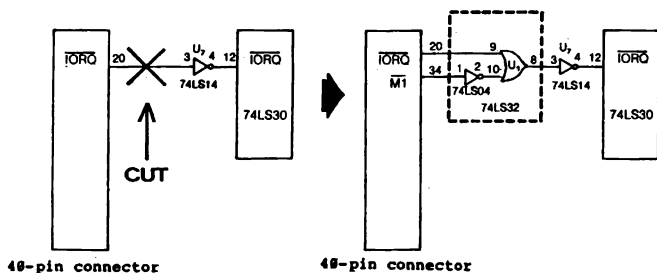 IORQ 20 3 U7 4 12 IORQ
74LS14
74LS30
CUT
40-pin connector
IORQ 20 9 U7
M1 34 1 2 10 U1 8 3 4 12 IORQ
74LS04 74LS14
74LS32
74LS30
40-pin connector